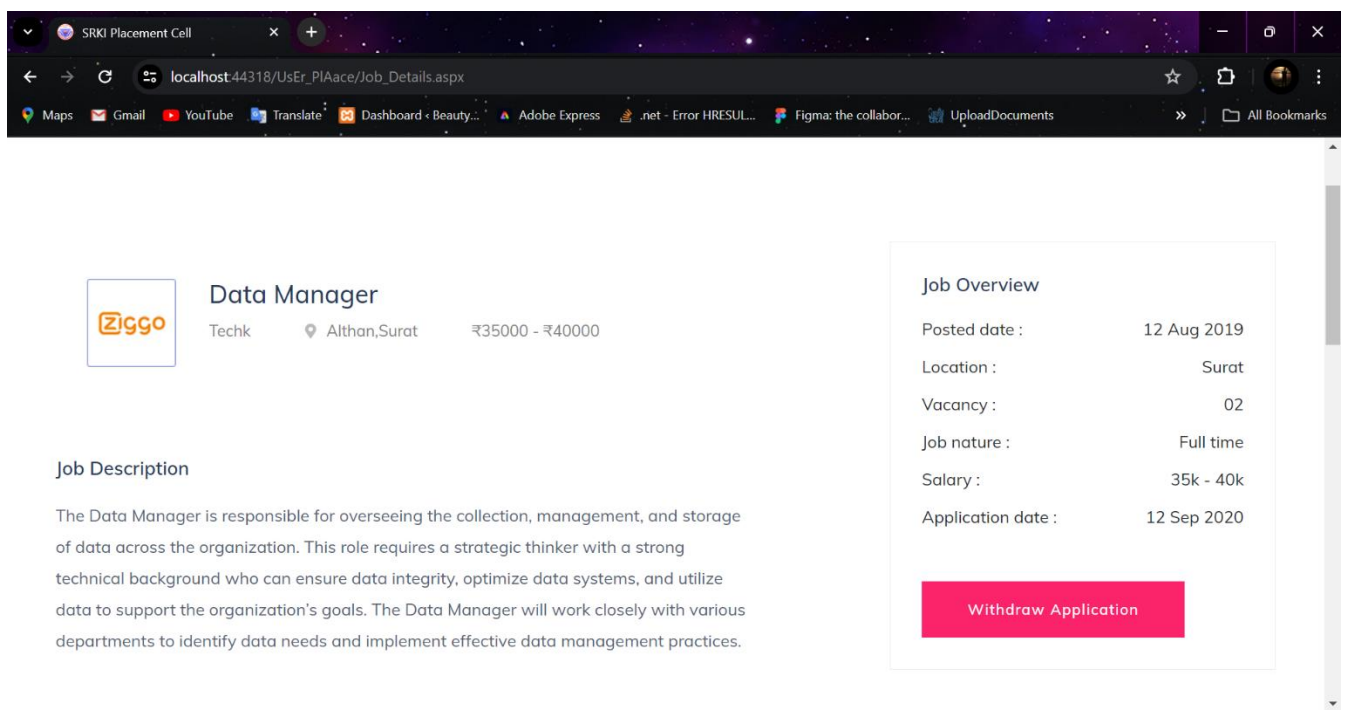 SRKI Placement Cell
localhost:44318/UsEr_PlAace/Job_Details.aspx
Maps Gmail YouTube Translate Dashboard ‹ Beauty... Adobe Express .net - Error HRESUL... Figma: the collabor... UploadDocuments » All Bookmarks
Ziggo
Data Manager
Techk Althan,Surat ₹35000 - ₹40000
Job Description
The Data Manager is responsible for overseeing the collection, management, and storage
of data across the organization. This role requires a strategic thinker with a strong
technical background who can ensure data integrity, optimize data systems, and utilize
data to support the organization’s goals. The Data Manager will work closely with various
departments to identify data needs and implement effective data management practices.
Job Overview
Posted date : 12 Aug 2019
Location : Surat
Vacancy : 02
Job nature : Full time
Salary : 35k - 40k
Application date : 12 Sep 2020
Withdraw Application